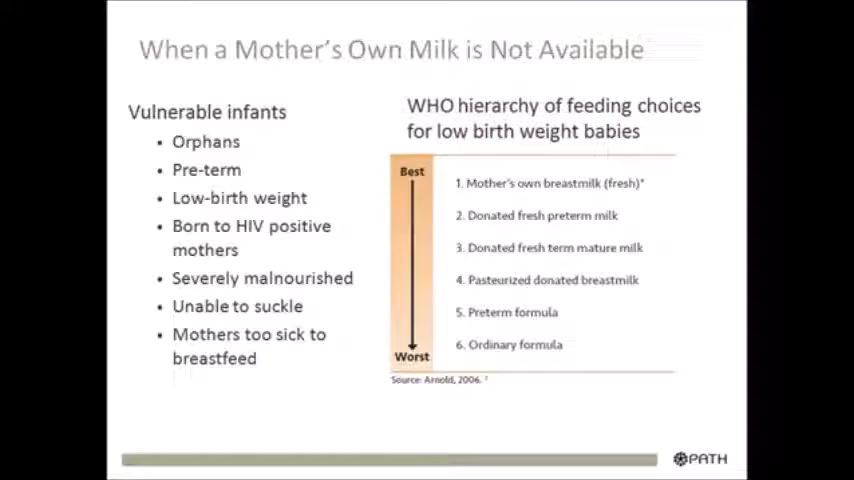 When a Mother's Own Milk is Not Available
Vulnerable infants
• Orphans
• Pre-term
• Low-birth weight
• Born to HIV positive
mothers
• Severely malnourished
• Unable to suckle
• Mothers too sick to
breastfeed
WHO hierarchy of feeding choices
for low birth weight babies
Best
1. Mother's own breastmilk (fresh)*
2. Donated fresh preterm milk
3. Donated fresh term mature milk
4. Pasteurized donated breastmilk
5. Preterm formula
6. Ordinary formula
Worst
Source: Arnold, 2006.
PATH